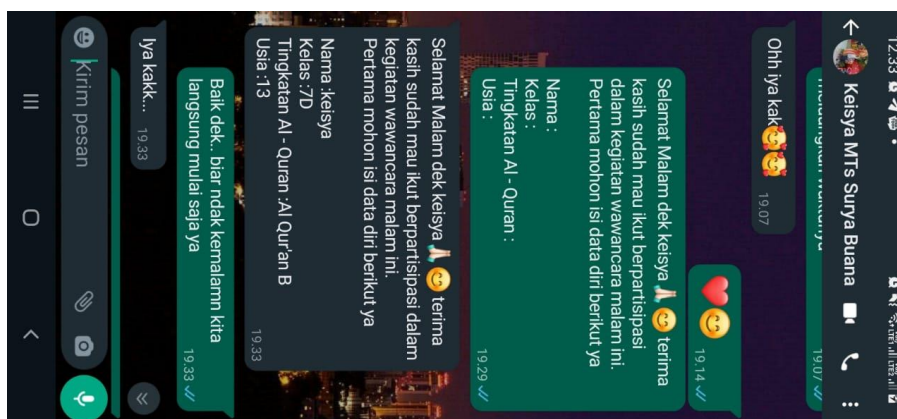 12.33
Keisya MTs Surya Buana
19.07
Ohh iya kak🥰🥰
19.07
❤️😊
19.14
Selamat Malam dek keisya 🙏🏻😊 terima
kasih sudah mau ikut berpartisipasi
dalam kegiatan wawancara malam ini.
Pertama mohon isi data diri berikut ya
Nama :
Kelas :
Tingkatan Al - Quran :
Usia :
19.29
Selamat Malam dek keisya 🙏🏻😊 terima
kasih sudah mau ikut berpartisipasi dalam
kegiatan wawancara malam ini.
Pertama mohon isi data diri berikut ya
Nama :keisya
Kelas :7D
Tingkatan Al - Quran :Al Qur'an B
Usia :13
19.33
Baik dek.. biar ndak kemalamn kita
langsung mulai saja ya
19.33
Iya kakk...
19.33
Kirim pesan